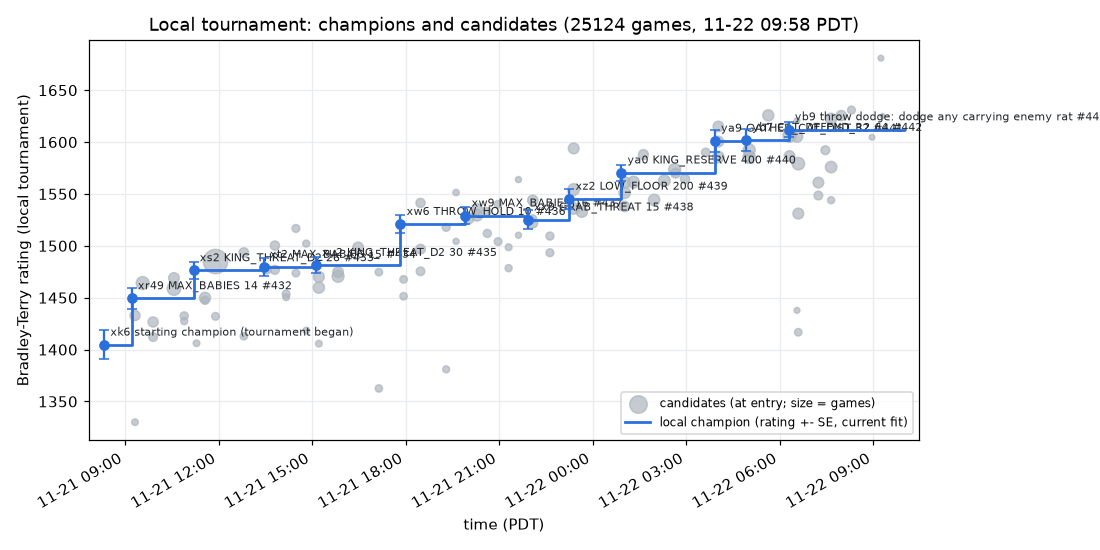 Local tournament: champions and candidates (25124 games, 11-22 09:58 PDT)
Bradley-Terry rating (local tournament)
1650
1600
1550
1500
1450
1400
1350
yb9 throw dodge: dodge any carrying enemy rat #44
ya9
#442
ya0 KING_RESERVE 400 #440
xz2 LOW_FLOOR 200 #439
xw9 MAX_BABIES
THREAT 15 #438
xw6 THROW_HOLD
#436
KING_THREAT_D2 30 #435
xs2 KING_THREAT_D2
xr49 MAX_BABIES 14 #432
xk6 starting champion (tournament began)
candidates (at entry; size = games)
local champion (rating +- SE, current fit)
11-21 09:00
11-21 12:00
11-21 15:00
11-21 18:00
11-21 21:00
11-22 00:00
11-22 03:00
11-22 06:00
11-22 09:00
time (PDT)